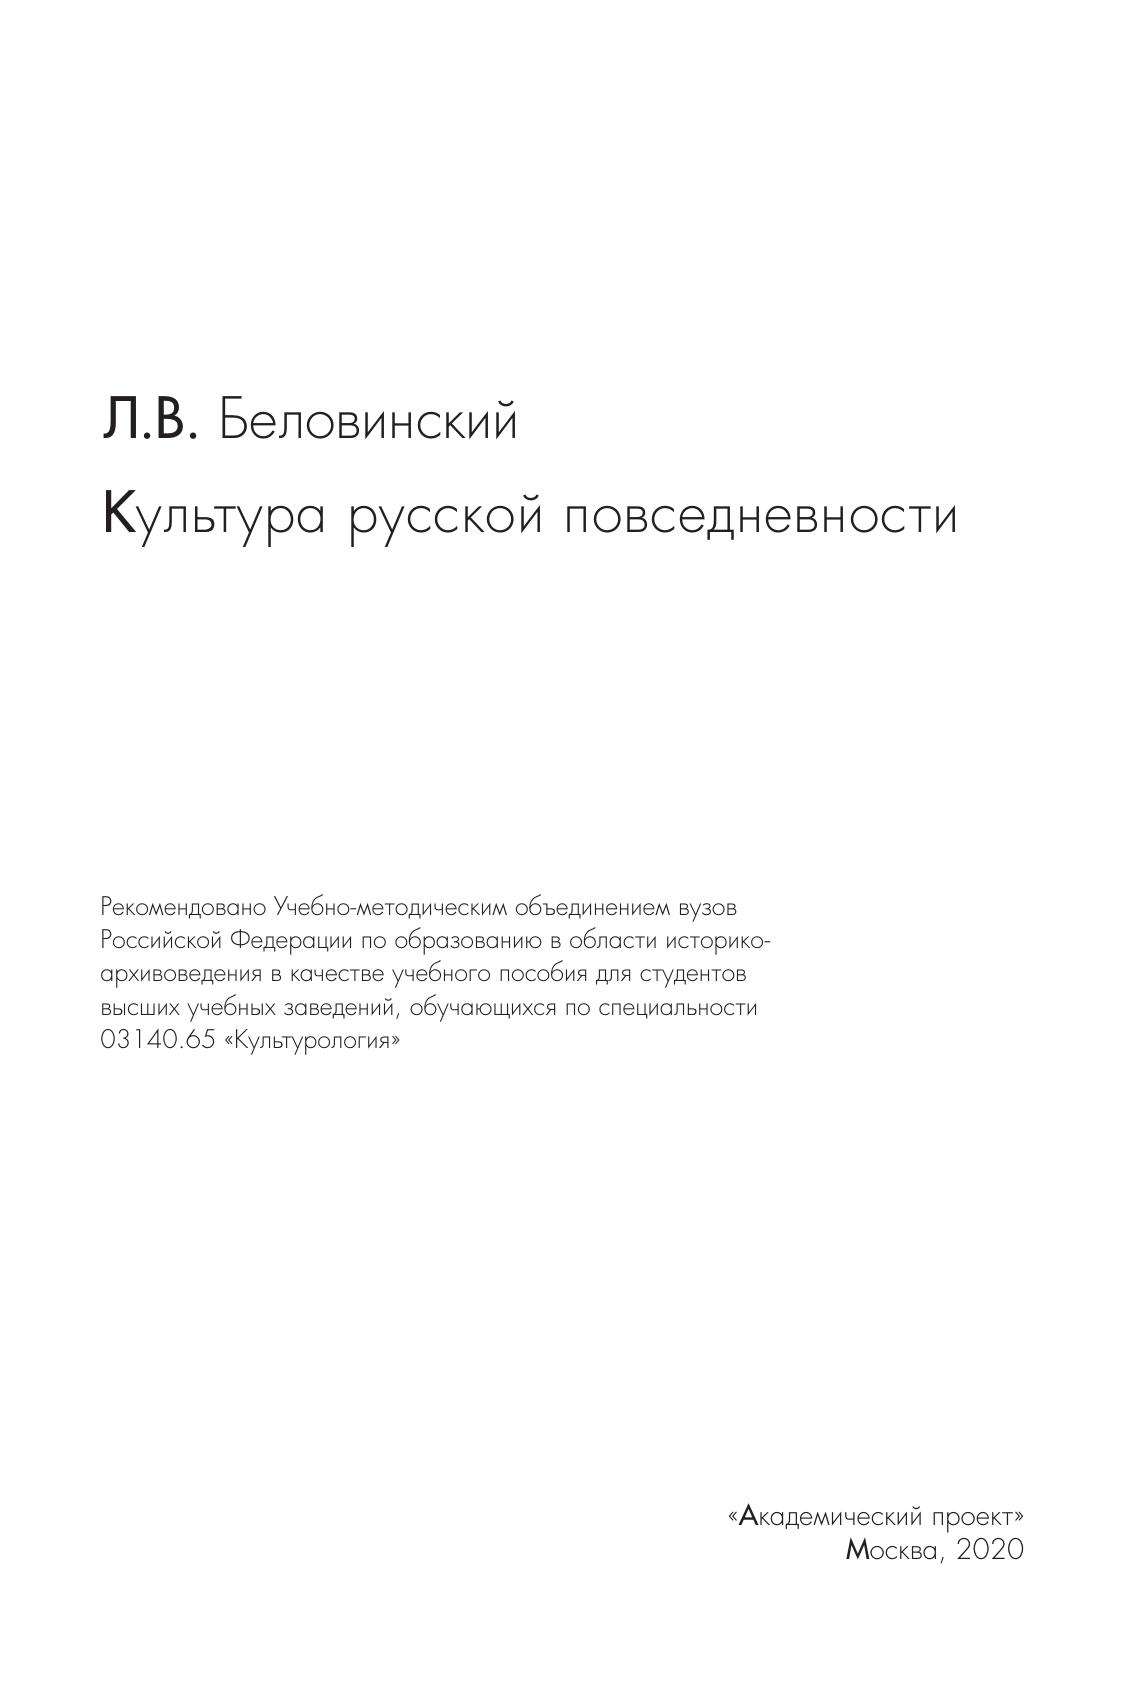 Л.В. Беловинский
Культура русской повседневности
Рекомендовано Учебно-методическим объединением вузов
Российской Федерации по образованию в области историко-
архивоведения в качестве учебного пособия для студентов
высших учебных заведений, обучающихся по специальности
03140.65 «Культурология»
«Академический проект»
Москва, 2020